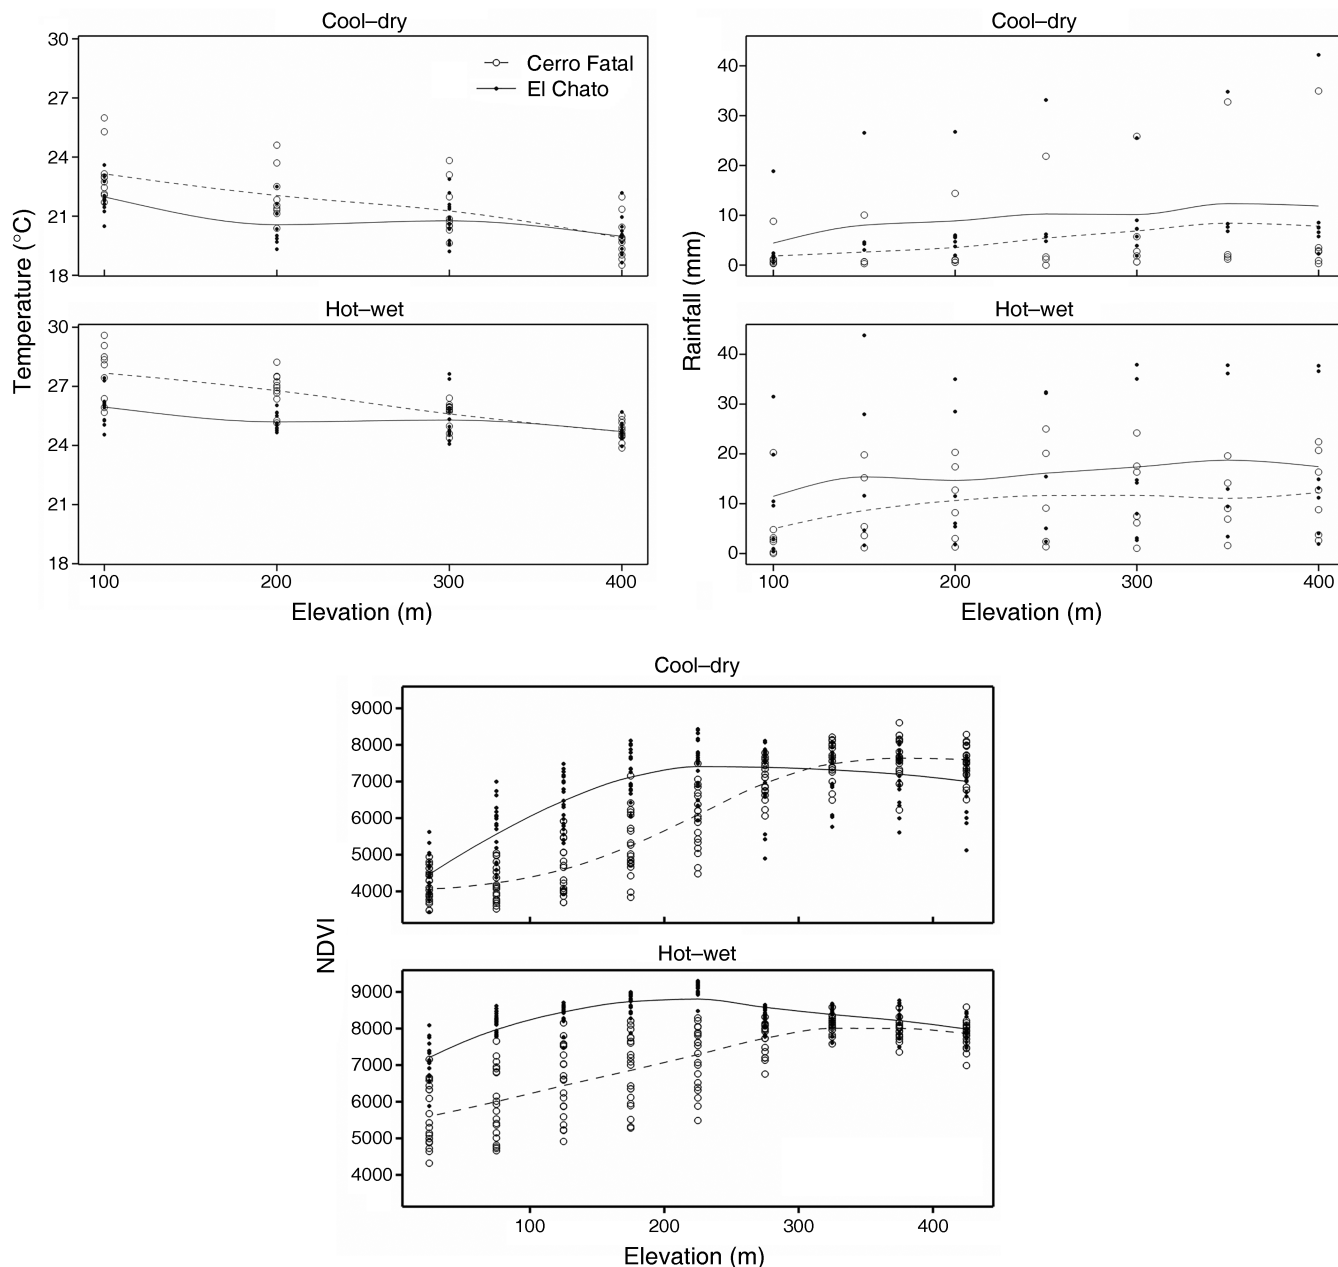 Cool–dry
30
27
24
21
18
Cerro Fatal
El Chato
Hot–wet
30
27
24
21
18
Temperature (°C)
100 200 300 400
Elevation (m)
Cool–dry
40
30
20
10
0
Hot–wet
40
30
20
10
0
Rainfall (mm)
100 200 300 400
Elevation (m)
Cool–dry
9000
8000
7000
6000
5000
4000
Hot–wet
9000
8000
7000
6000
5000
4000
NDVI
100 200 300 400
Elevation (m)